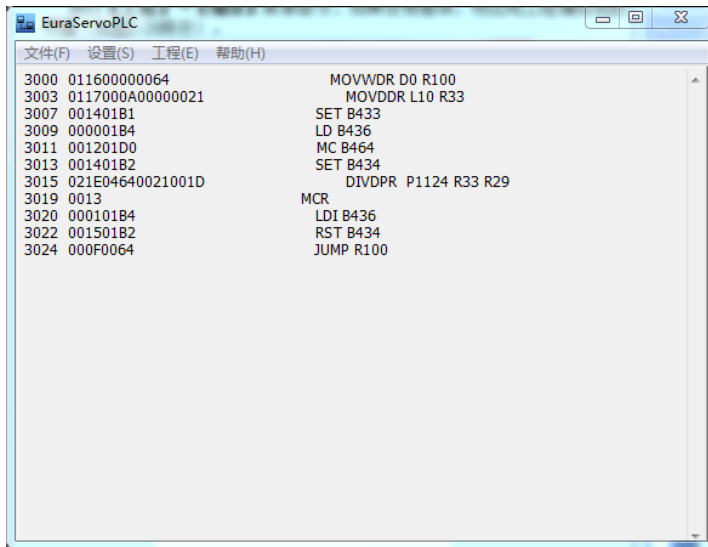 EuraServoPLC
文件(F) 设置(S) 工程(E) 帮助(H)
3000 011600000064 MOVWDR D0 R100
3003 0117000A00000021 MOVDDR L10 R33
3007 001401B1 SET B433
3009 000001B4 LD B436
3011 001201D0 MC B464
3013 001401B2 SET B434
3015 021E04640021001D DIVDPR P1124 R33 R29
3019 0013 MCR
3020 000101B4 LDI B436
3022 001501B2 RST B434
3024 000F0064 JUMP R100